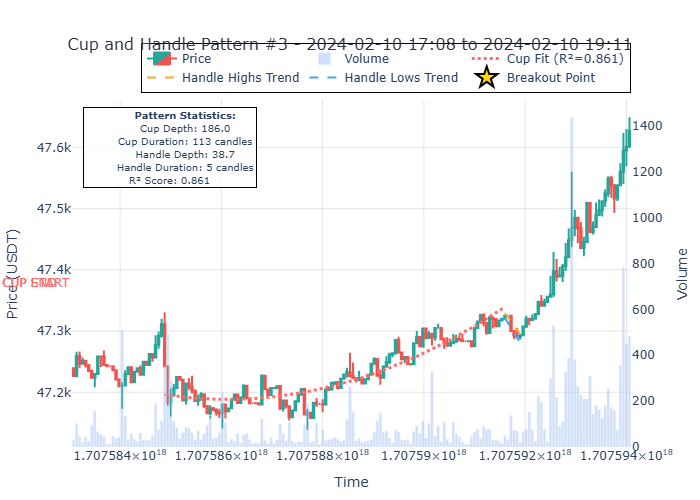 Cup and Handle Pattern #3 - 2024-02-10 17:08 to 2024-02-10 19:11
Price
Volume
Cup Fit (R²=0.861)
Handle Highs Trend
Handle Lows Trend
Breakout Point
Pattern Statistics:
Cup Depth: 186.0
Cup Duration: 113 candles
Handle Depth: 38.7
Handle Duration: 5 candles
R² Score: 0.861
47.6k
47.5k
47.4k
47.3k
47.2k
Price (USDT)
CUP START
1400
1200
1000
800
600
400
200
0
Volume
1.707584×10¹⁸
1.707586×10¹⁸
1.707588×10¹⁸
1.70759×10¹⁸
1.707592×10¹⁸
1.707594×10¹⁸
Time